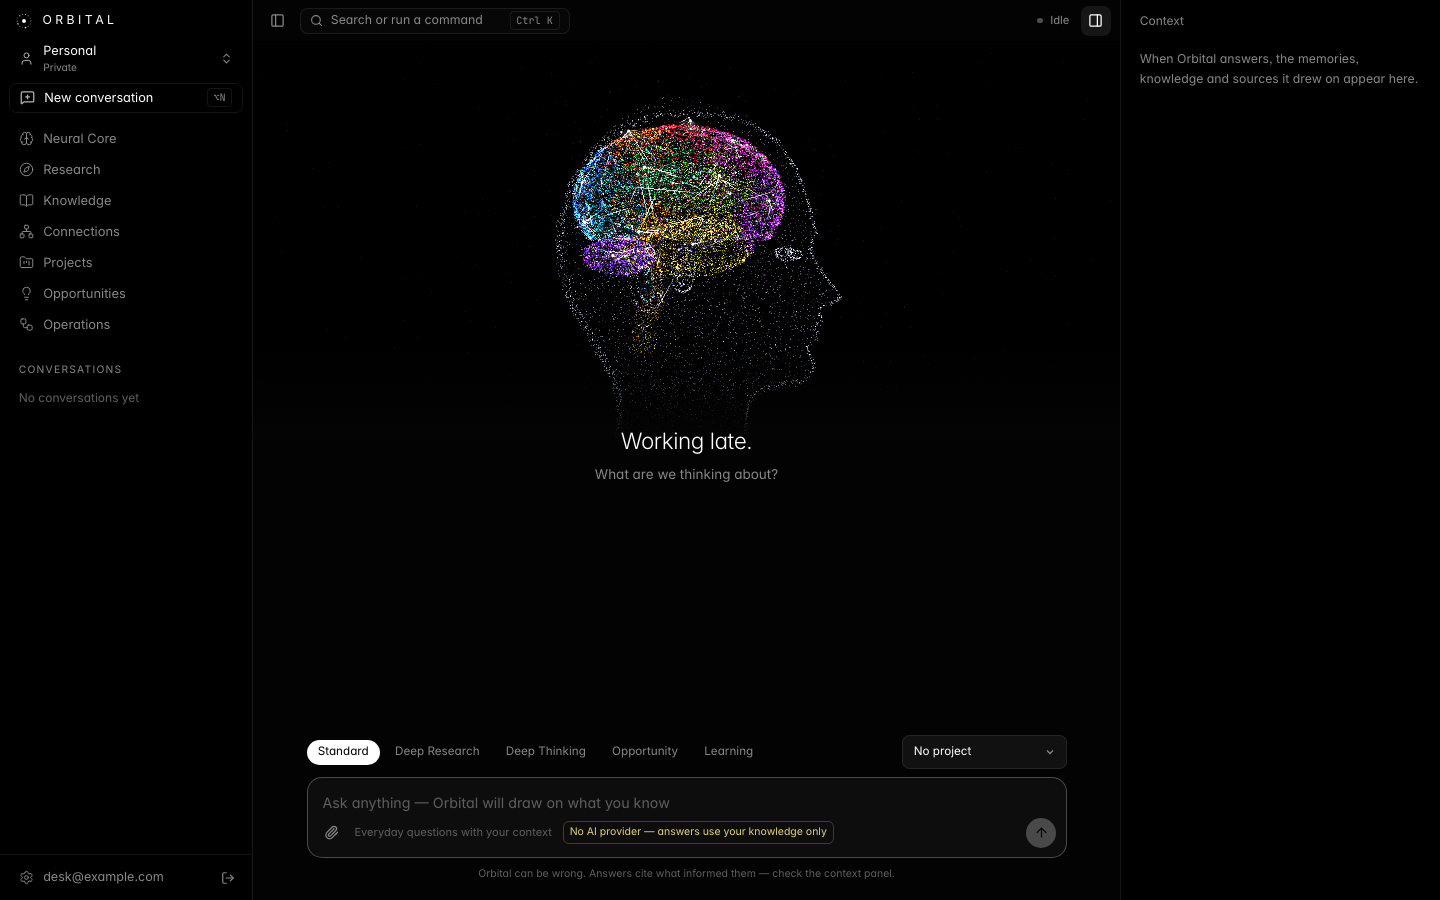 ORBITAL
Personal
Private
New conversation
⌥N
Neural Core
Research
Knowledge
Connections
Projects
Opportunities
Operations
CONVERSATIONS
No conversations yet
desk@example.com
Search or run a command
Ctrl K
Idle
Working late.
What are we thinking about?
Standard
Deep Research
Deep Thinking
Opportunity
Learning
No project
Ask anything — Orbital will draw on what you know
Everyday questions with your context
No AI provider — answers use your knowledge only
Orbital can be wrong. Answers cite what informed them — check the context panel.
Context
When Orbital answers, the memories,
knowledge and sources it drew on appear here.